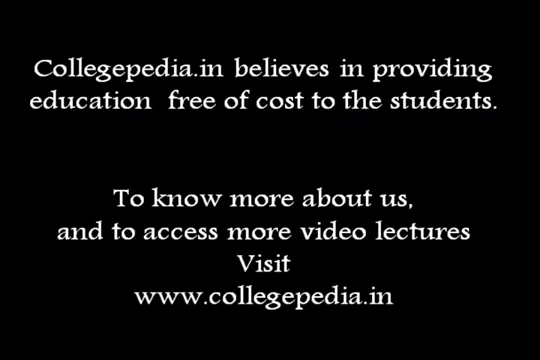 Collegepedia.in believes in providing
education free of cost to the students.
To know more about us,
and to access more video lectures
Visit
www.collegepedia.in